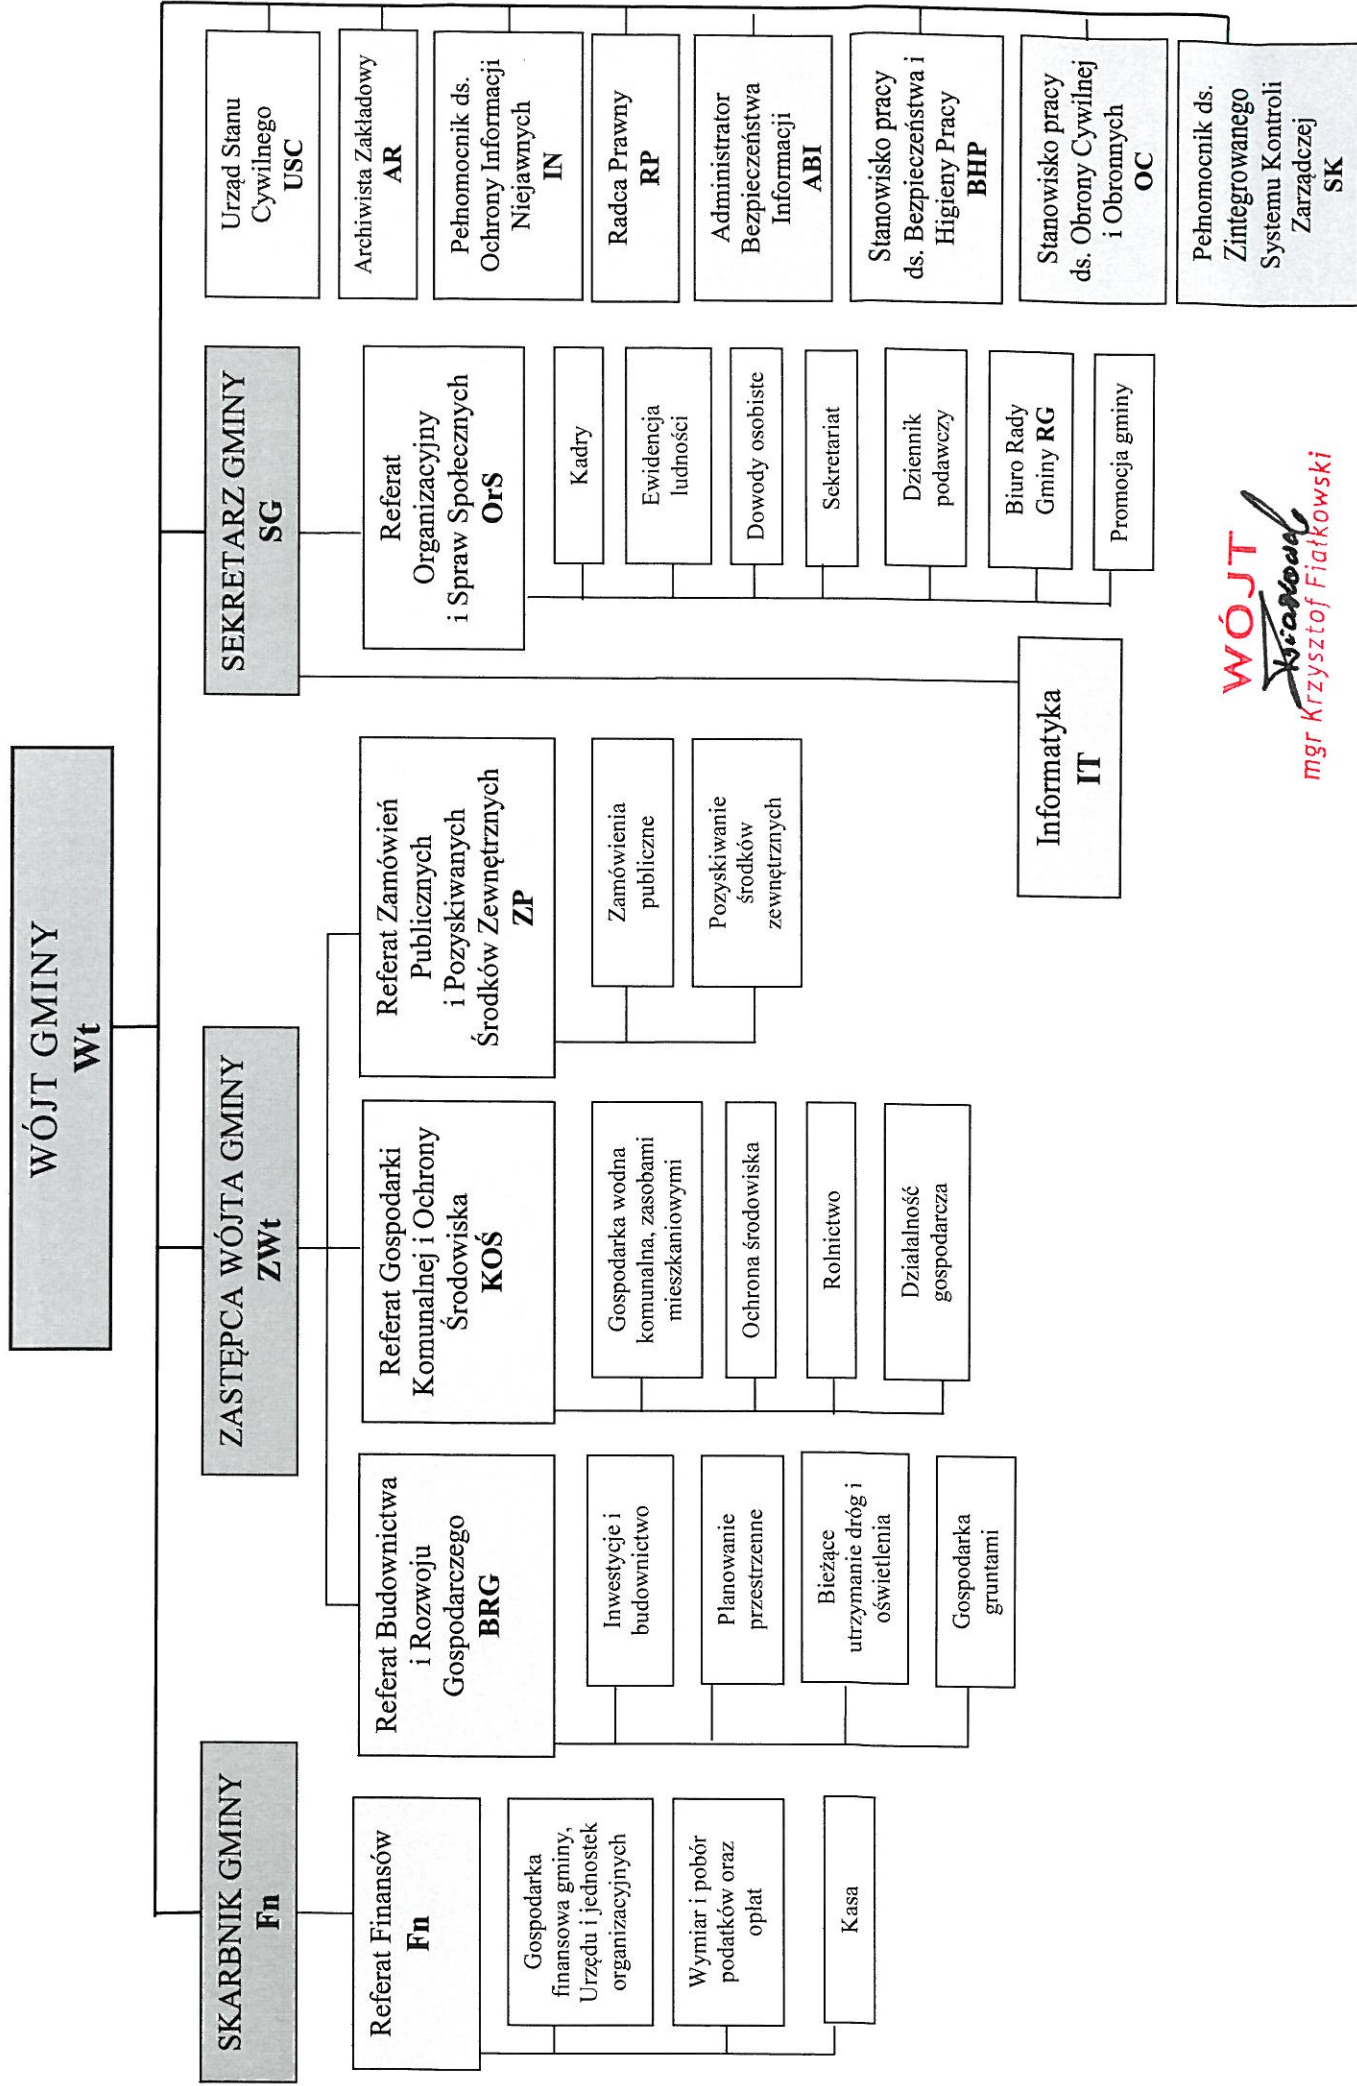 WÓJT GMINY
Wt
SKARBNIK GMINY
Fn
ZASTĘPCA WÓJTA GMINY
ZWt
SEKRETARZ GMINY
SG
Referat Finansów
Fn
Gospodarka
finansowa gminy,
Urzędu i jednostek
organizacyjnych
Wymiar i pobór
podatków oraz
opłat
Kasa
Referat Budownictwa
i Rozwoju
Gospodarczego
BRG
Inwestycje i
budownictwo
Planowanie
przestrzenne
Bieżące
utrzymanie dróg i
oświetlenia
Gospodarka
gruntami
Referat Gospodarki
Komunalnej i Ochrony
Środowiska
KOŚ
Gospodarka wodna
komunalna, zasobami
mieszkaniowymi
Ochrona środowiska
Rolnictwo
Działalność
gospodarcza
Referat Zamówień
Publicznych
i Pozyskiwanych
Środków Zewnętrznych
ZP
Zamówienia
publiczne
Pozyskiwanie
środków
zewnętrznych
Informatyka
IT
Referat
Organizacyjny
i Spraw Społecznych
OrS
Kadry
Ewidencja
ludności
Dowody osobiste
Sekretariat
Dziennik
podawczy
Biuro Rady
Gminy RG
Promocja gminy
Urząd Stanu
Cywilnego
USC
Archiwista Zakładowy
AR
Pełnomocnik ds.
Ochrony Informacji
Niejawnych
IN
Radca Prawny
RP
Administrator
Bezpieczeństwa
Informacji
ABI
Stanowisko pracy
ds. Bezpieczeństwa i
Higieny Pracy
BHP
Stanowisko pracy
ds. Obrony Cywilnej
i Obronnych
OC
Pełnomocnik ds.
Zintegrowanego
Systemu Kontroli
Zarządczej
SK
WÓJT
mgr Krzysztof Fiałkowski